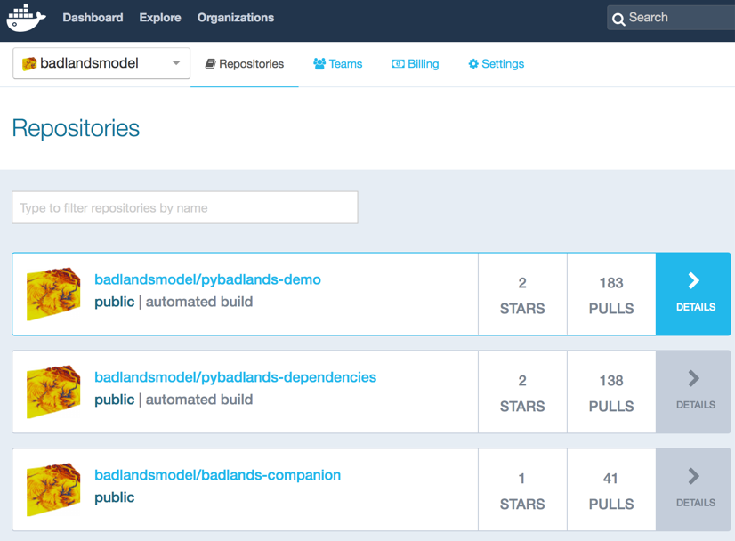 Dashboard Explore Organizations Search
badlandsmodel Repositories Teams Billing Settings
Repositories
Type to filter repositories by name
badlandsmodel/pybadlands-demo
public | automated build
2
STARS
183
PULLS
DETAILS
badlandsmodel/pybadlands-dependencies
public | automated build
2
STARS
138
PULLS
DETAILS
badlandsmodel/badlands-companion
public
1
STARS
41
PULLS
DETAILS